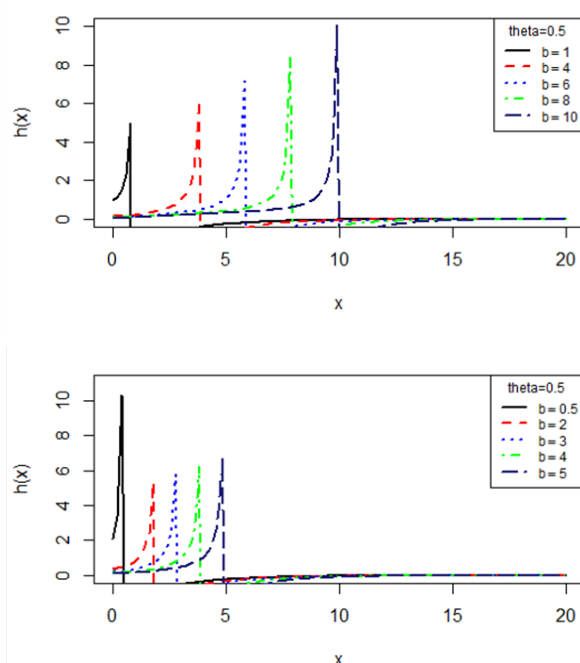 theta=0.5
b= 1
b= 4
b= 6
b= 8
b= 10
h(x)
10
8
6
4
2
0
0 5 10 15 20
x
theta=0.5
b= 0.5
b= 2
b= 3
b= 4
b= 5
h(x)
10
8
6
4
2
0
0 5 10 15 20
x